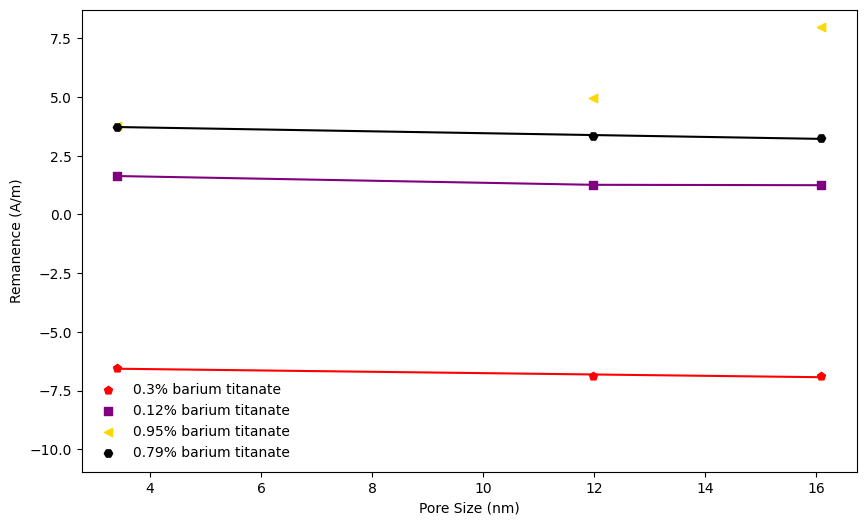 7.5
5.0
2.5
0.0
−2.5
−5.0
−7.5
−10.0
Remanence (A/m)
0.3% barium titanate
0.12% barium titanate
0.95% barium titanate
0.79% barium titanate
4 6 8 10 12 14 16
Pore Size (nm)